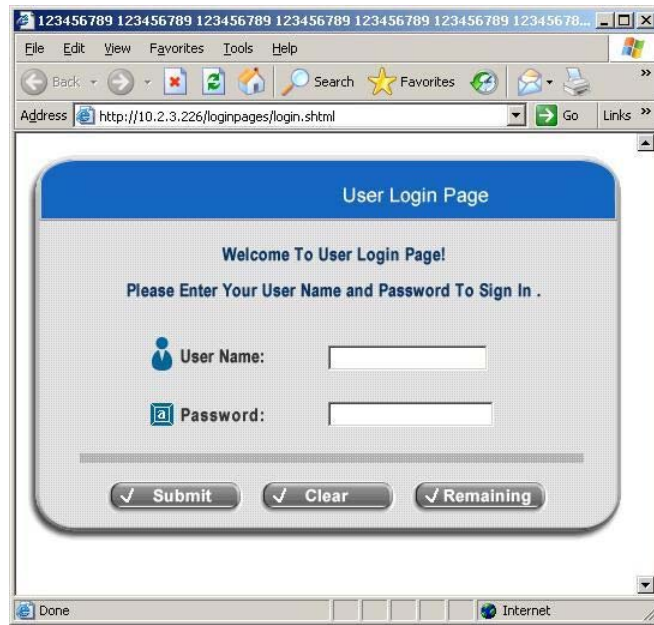 123456789 123456789 123456789 123456789 123456789 123456789 12345678...
File Edit View Favorites Tools Help
Back Search Favorites »
Address http://10.2.3.226/loginpages/login.shtml Go Links »
User Login Page
Welcome To User Login Page!
Please Enter Your User Name and Password To Sign In .
User Name:
a Password:
Submit Clear Remaining
Done Internet